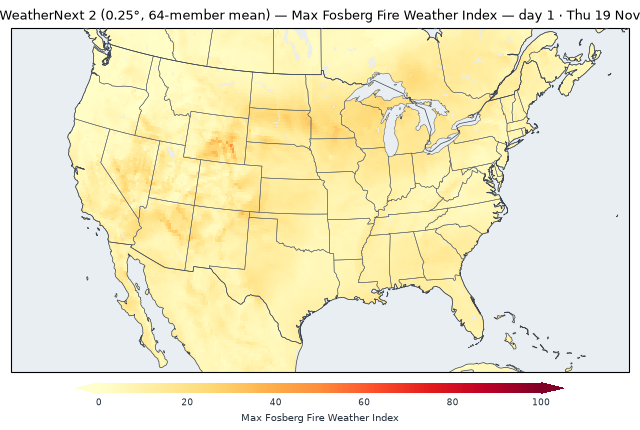 WeatherNext 2 (0.25°, 64-member mean) — Max Fosberg Fire Weather Index — day 1 · Thu 19 Nov
0 20 40 60 80 100
Max Fosberg Fire Weather Index